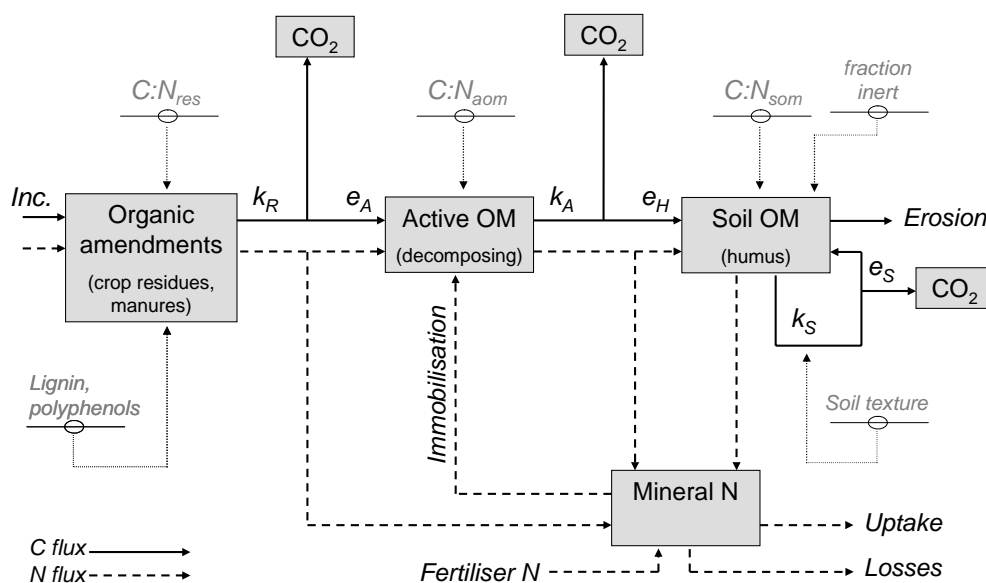 CO2
CO2
C:Nres
C:Naom
C:Nsom
fraction
inert
Inc.
Organic
amendments
(crop residues,
manures)
kR
eA
Active OM
(decomposing)
kA
eH
Soil OM
(humus)
Erosion
eS
CO2
kS
Lignin,
polyphenols
Immobilisation
Soil texture
Mineral N
Uptake
Losses
Fertiliser N
C flux
N flux